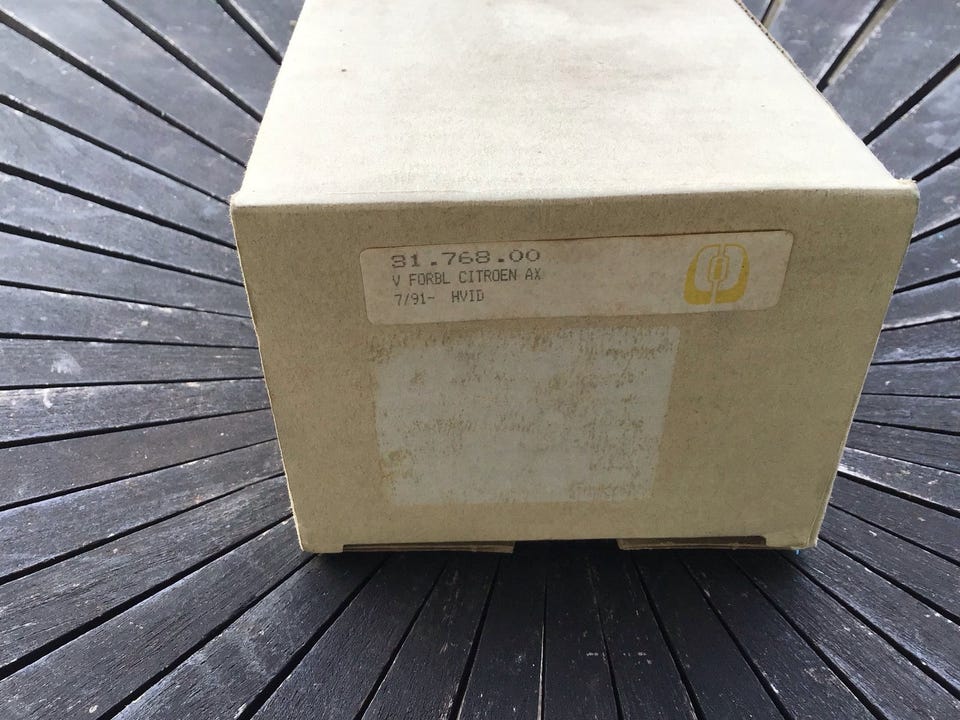 31.768.00
V FORBL CITROEN AX
7/91- HVID